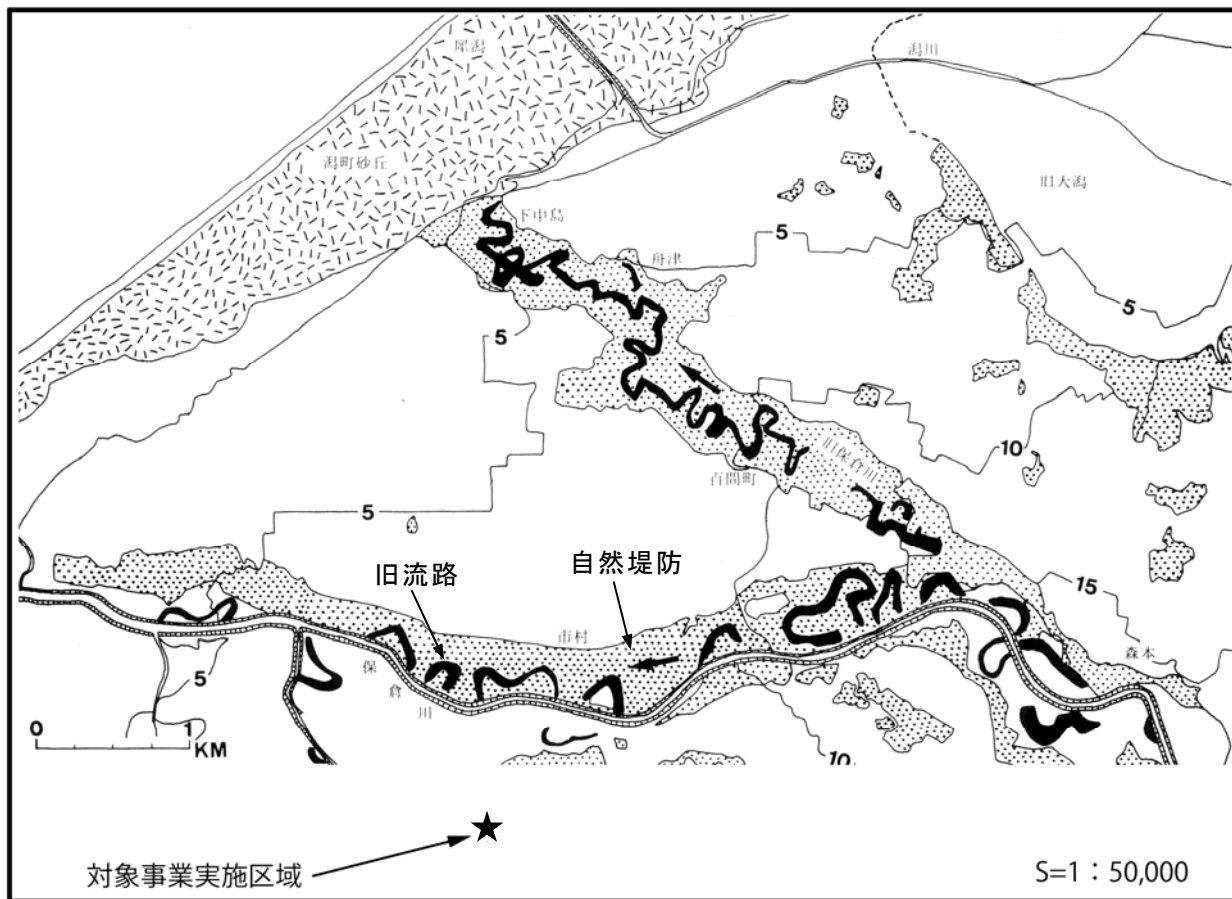 犀潟
潟川
潟町砂丘
旧大潟
下中島
5
舟津
5
5
10
旧保倉川
百間町
5
旧流路
自然堤防
15
市村
森本
保倉川
5
0 1
KM
10
対象事業実施区域
S=1：50,000